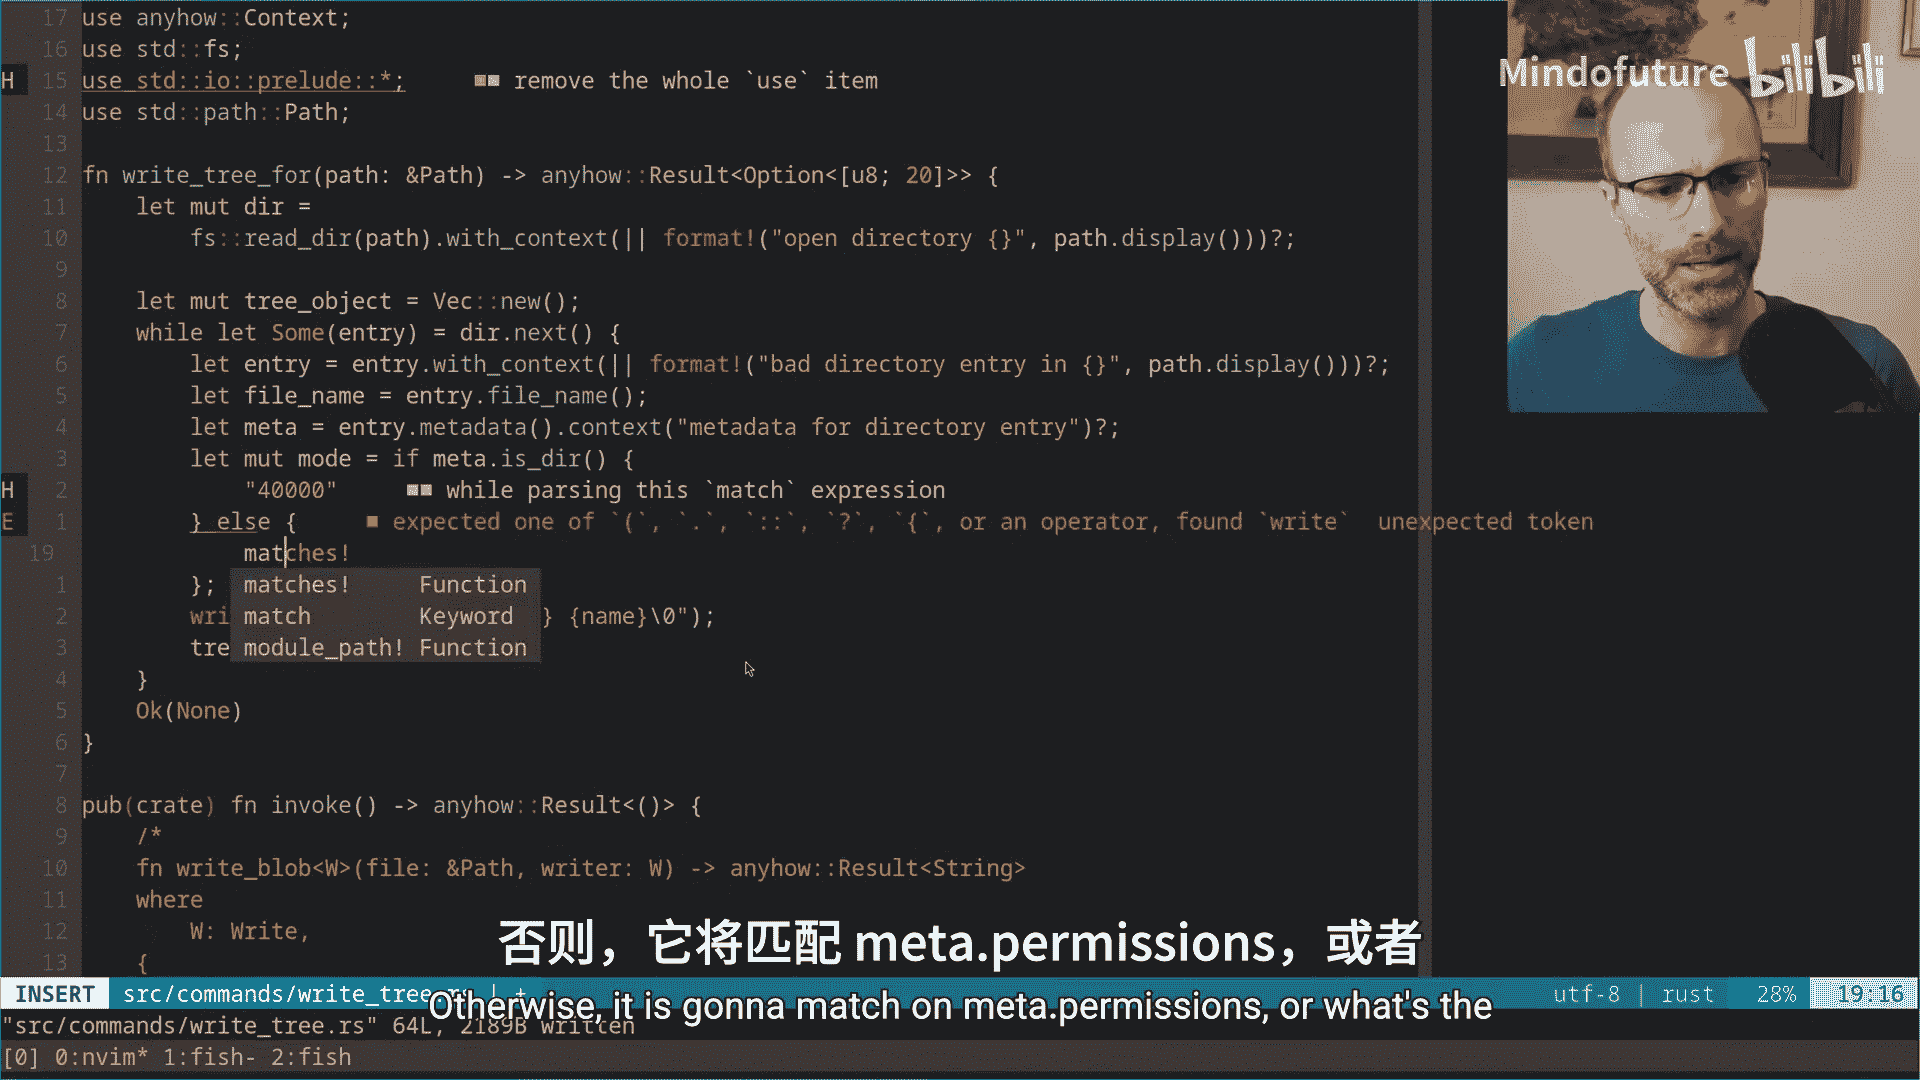 17 use anyhow::Context;
16 use std::fs;
H 15 use std::io::prelude::*; remove the whole `use` item
14 use std::path::Path;
13
12 fn write_tree_for(path: &Path) -> anyhow::Result<Option<[u8; 20]>> {
11 let mut dir =
10 fs::read_dir(path).with_context(|| format!("open directory {}", path.display()))?;
9
8 let mut tree_object = Vec::new();
7 while let Some(entry) = dir.next() {
6 let entry = entry.with_context(|| format!("bad directory entry in {}", path.display()))?;
5 let file_name = entry.file_name();
4 let meta = entry.metadata().context("metadata for directory entry")?;
3 let mut mode = if meta.is_dir() {
H 2 "40000" while parsing this `match` expression
E 1 } else { expected one of `(`, `.`, `::`, `?`, `{`, or an operator, found `write` unexpected token
19 matches!
1 }; matches! Function
2 wri match Keyword } {name}\0");
3 tre module_path! Function
4 }
5 Ok(None)
6 }
7
8 pub(crate) fn invoke() -> anyhow::Result<()> {
9 /*
10 fn write_blob<W>(file: &Path, writer: W) -> anyhow::Result<String>
11 where
12 W: Write,
13 {
Mindofuture bilibili
否则，它将匹配 meta.permissions，或者
INSERT src/commands/write_tree.rs | + utf-8 | rust 28% 19:16
Otherwise, it is gonna match on meta.permissions, or what's the
"src/commands/write_tree.rs" 64L, 2189B written
[0] 0:nvim* 1:fish- 2:fish